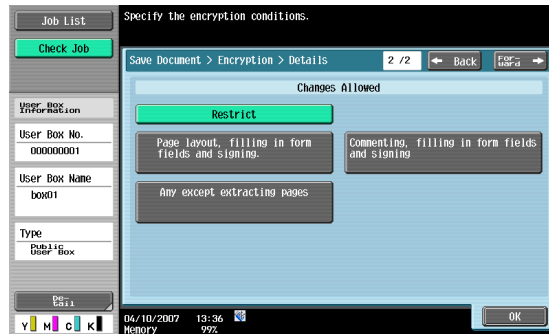 Job List
Specify the encryption conditions.
Check Job
Save Document > Encryption > Details
2 /2
← Back
For-
ward →
Changes Allowed
User Box
Information
Restrict
User Box No.
000000001
Page layout, filling in form
fields and signing.
Commenting, filling in form fields
and signing
User Box Name
box01
Any except extracting pages
Type
Public
User Box
De-
tail
Y M C K
04/10/2007 13:36
Memory 99%
OK